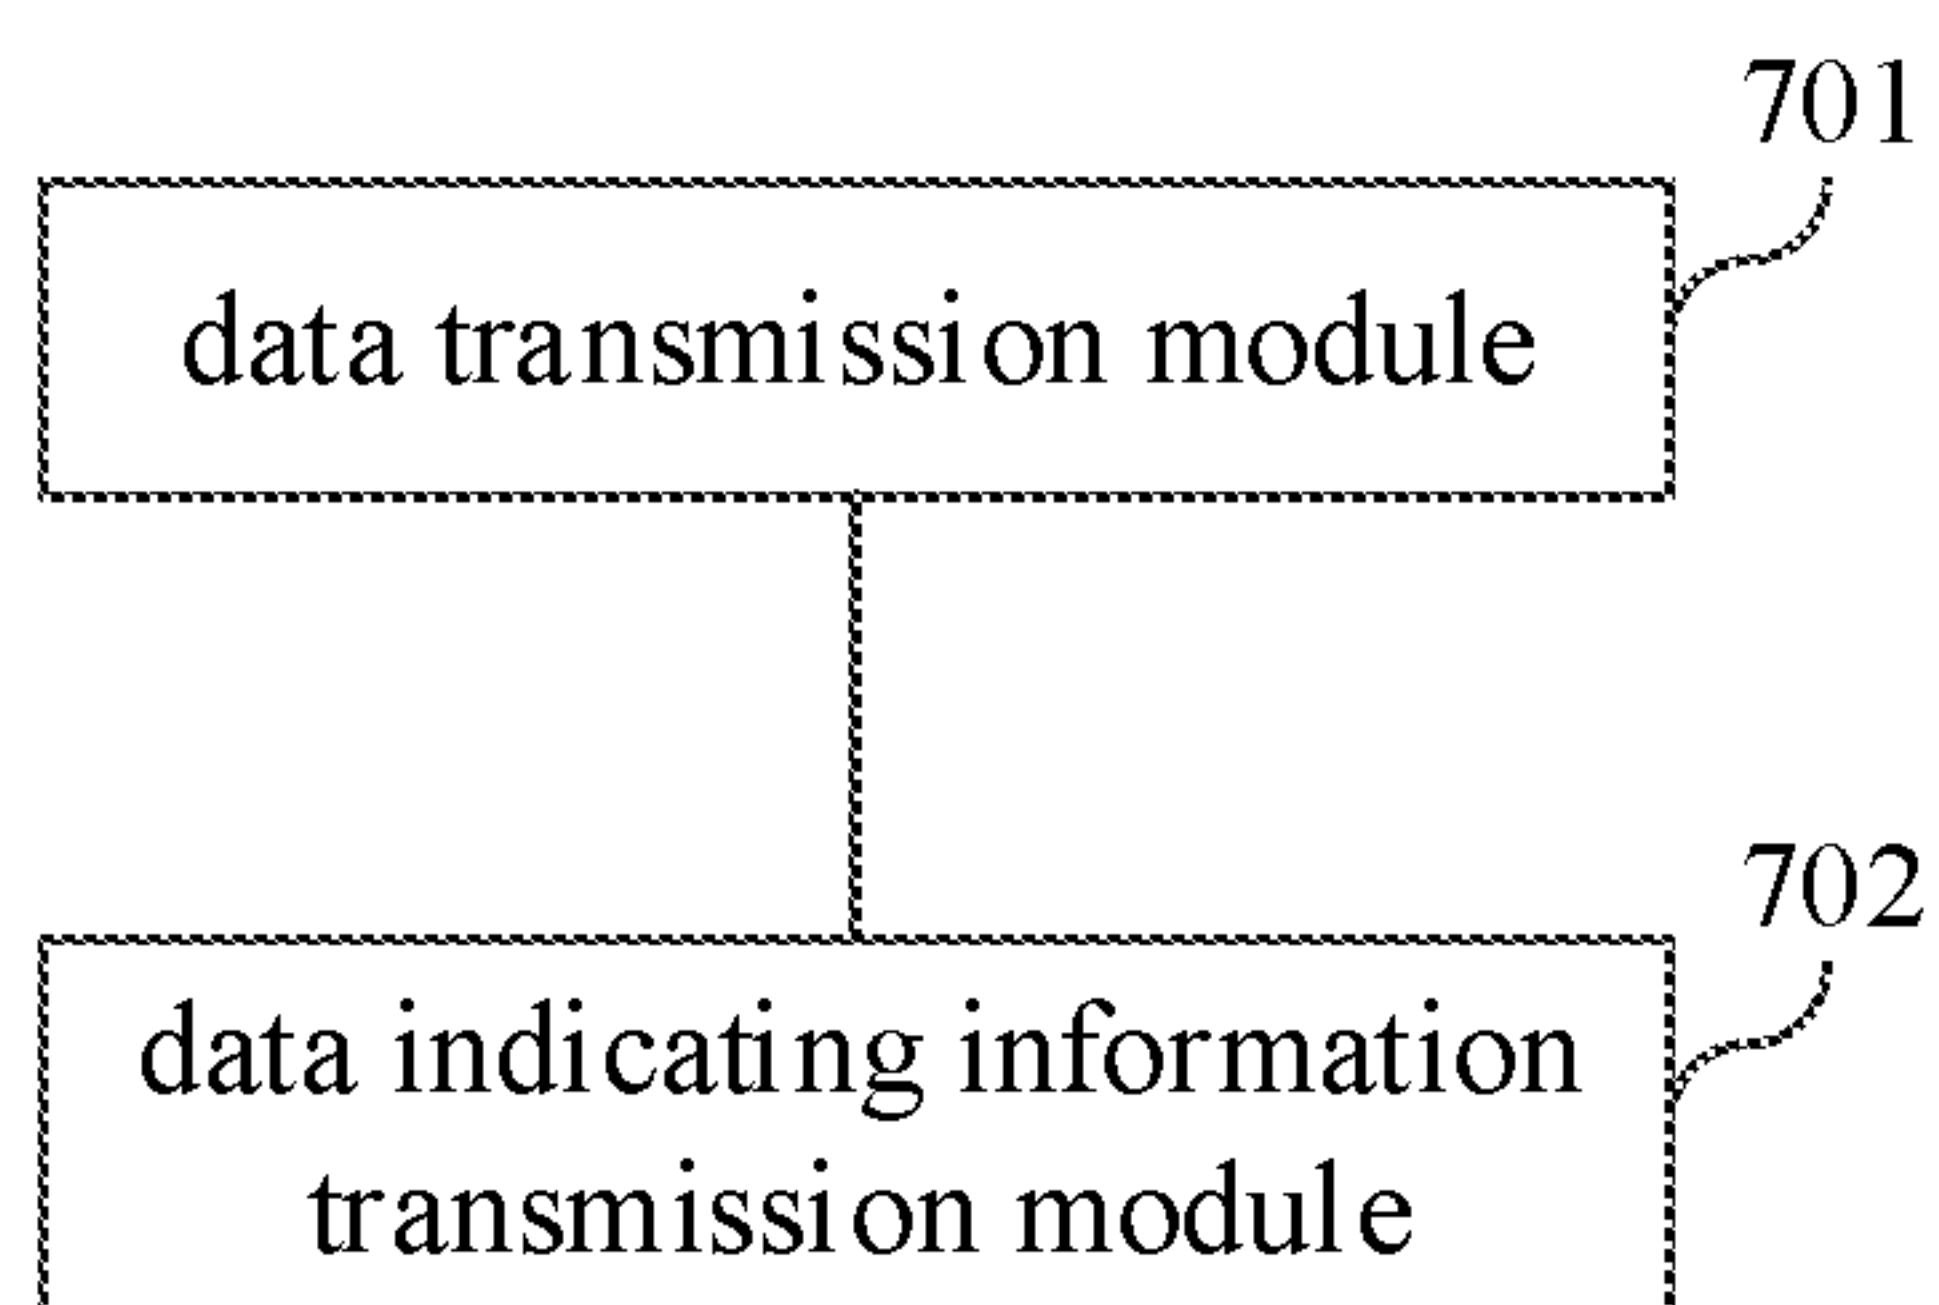 701
data transmission module
702
data indicating information
transmission module